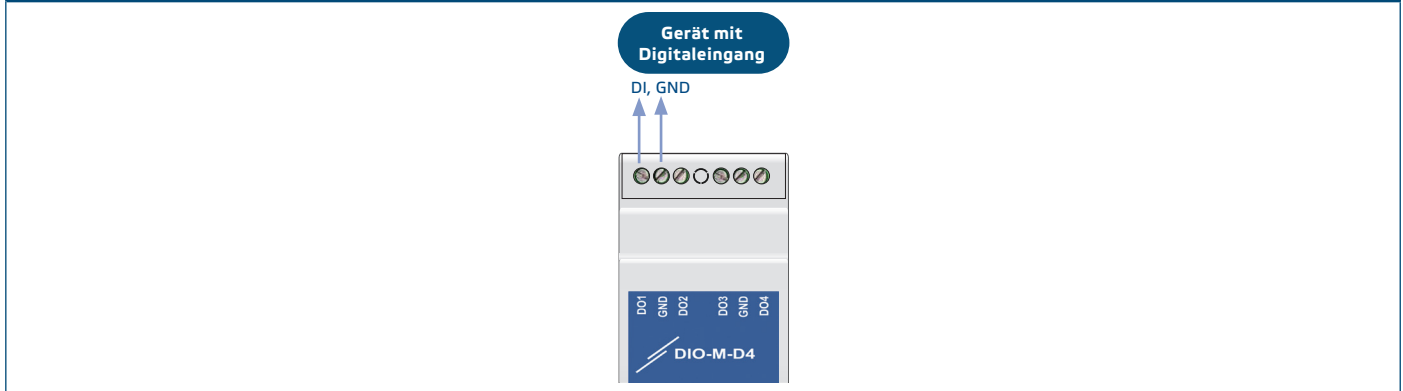 Gerät mit
Digitaleingang
DI, GND
DO1 GND DO2 DO3 GND DO4
DIO-M-D4